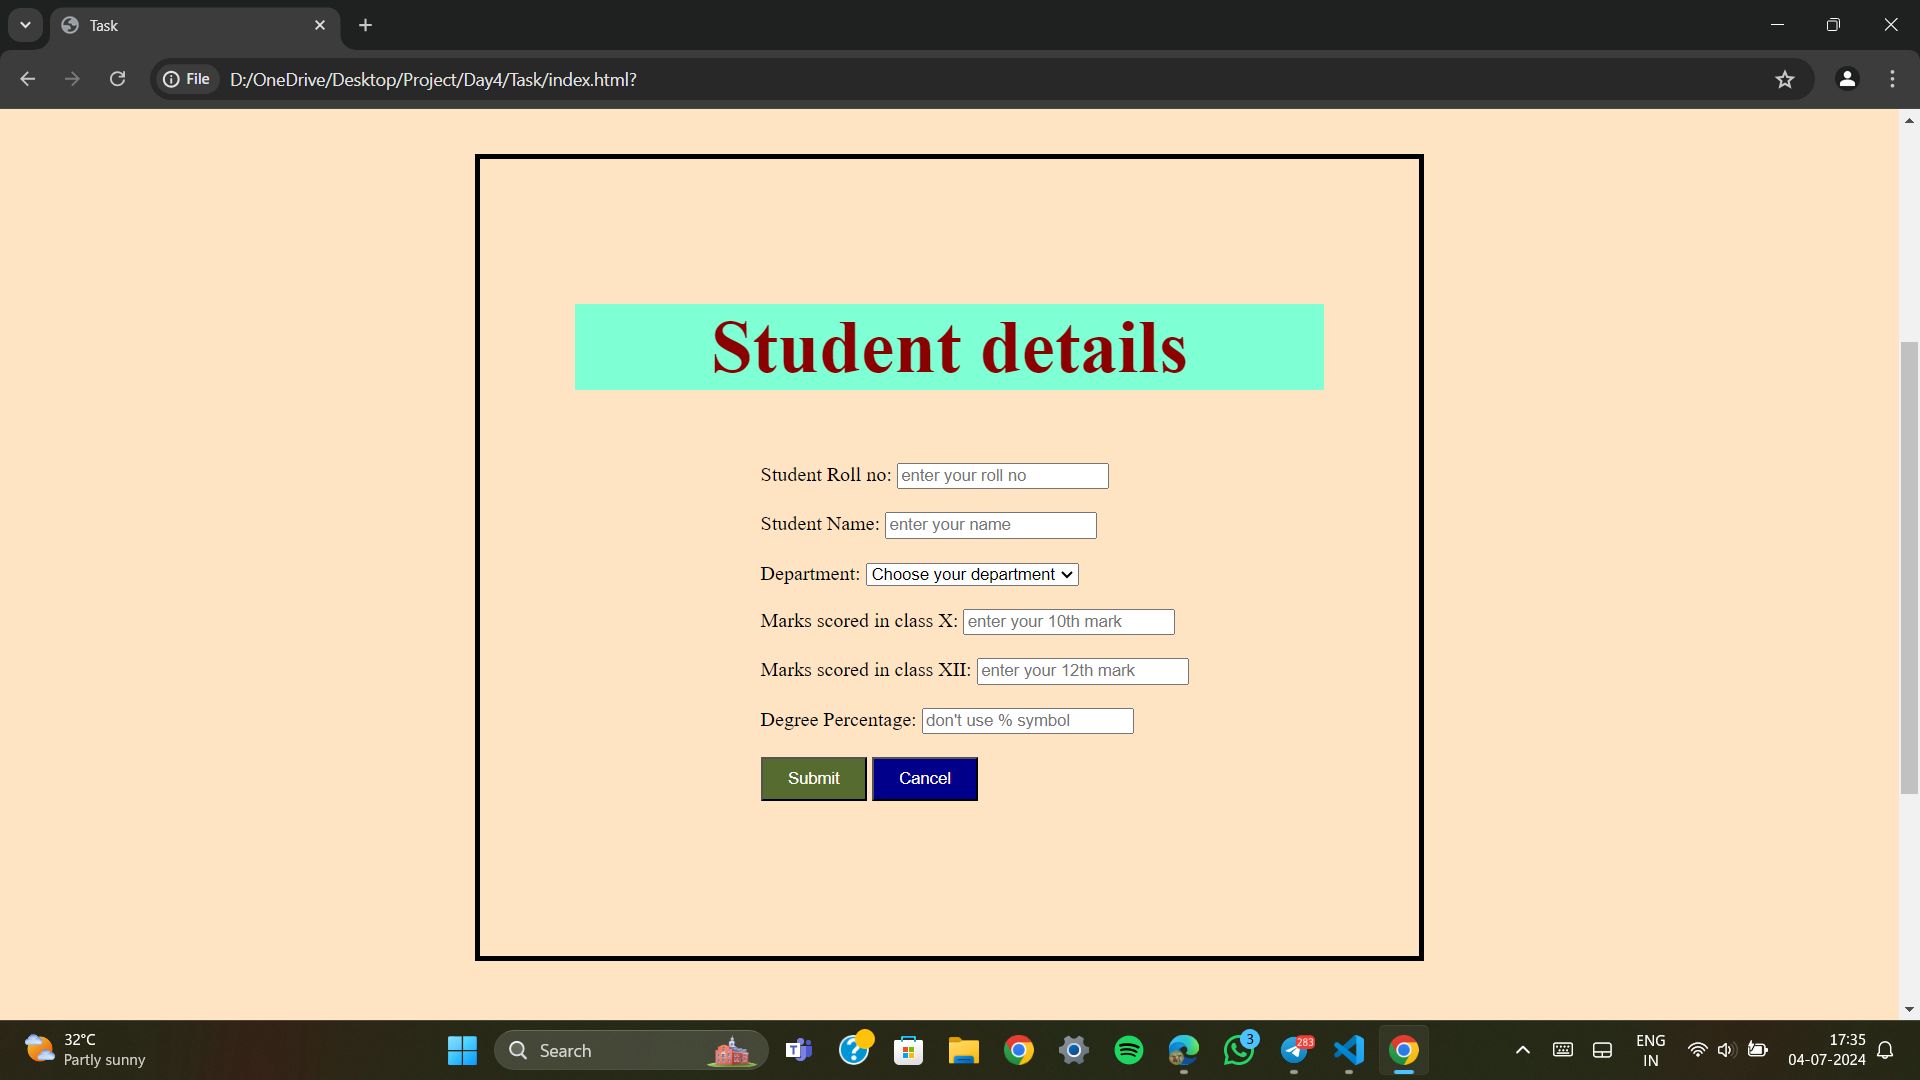 Task
File
D:/OneDrive/Desktop/Project/Day4/Task/index.html?
Student details
Student Roll no: enter your roll no
Student Name: enter your name
Department: Choose your department
Marks scored in class X: enter your 10th mark
Marks scored in class XII: enter your 12th mark
Degree Percentage: don't use % symbol
Submit Cancel
32°C
Partly sunny
Search
3
283
ENG
IN
17:35
04-07-2024